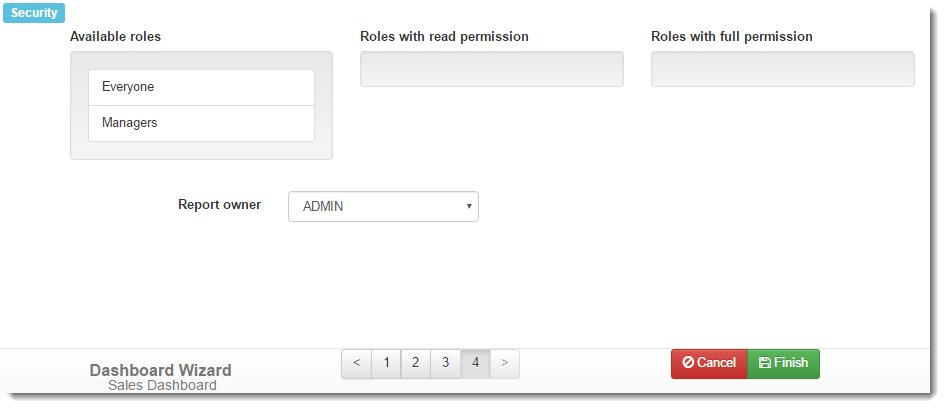 Security
Available roles Roles with read permission Roles with full permission
Everyone
Managers
Report owner ADMIN
< 1 2 3 4 > Cancel Finish
Dashboard Wizard
Sales Dashboard